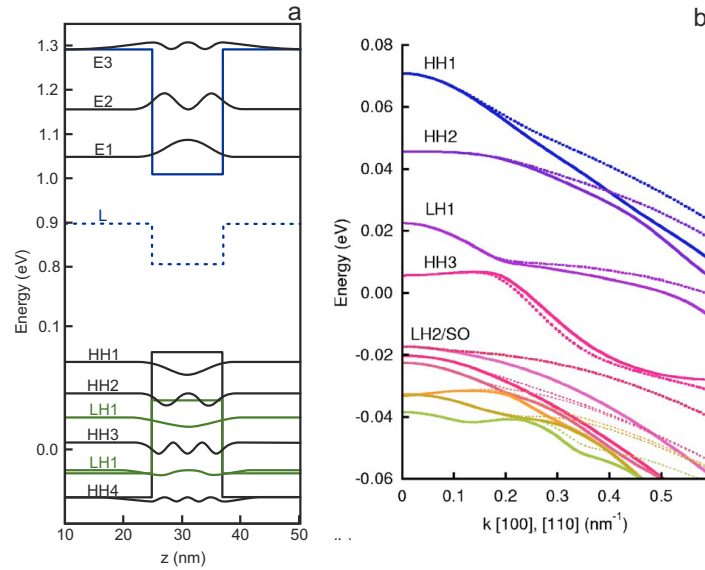 a
1.3
1.2
1.1
1.0
0.9
0.8
0.1
0.0
Energy (eV)
E3
E2
E1
L
HH1
HH2
LH1
HH3
LH1
HH4
10
20
30
40
50
z (nm)
b
0.08
0.06
0.04
0.02
0.00
-0.02
-0.04
-0.06
Energy (eV)
HH1
HH2
LH1
HH3
LH2/SO
0
0.1
0.2
0.3
0.4
0.5
k [100], [110] (nm⁻¹)